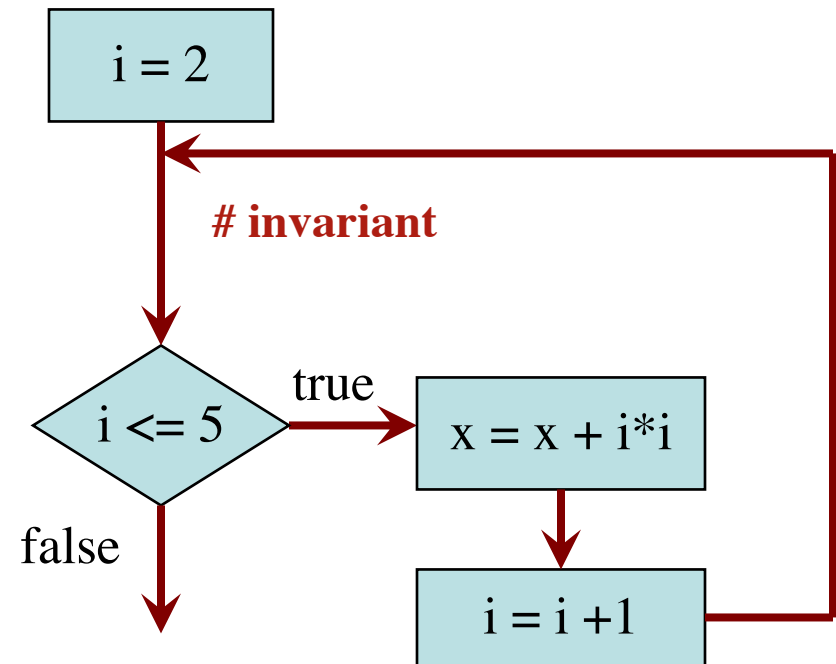 i = 2
# invariant
true
i <= 5
x = x + i*i
false
i = i +1